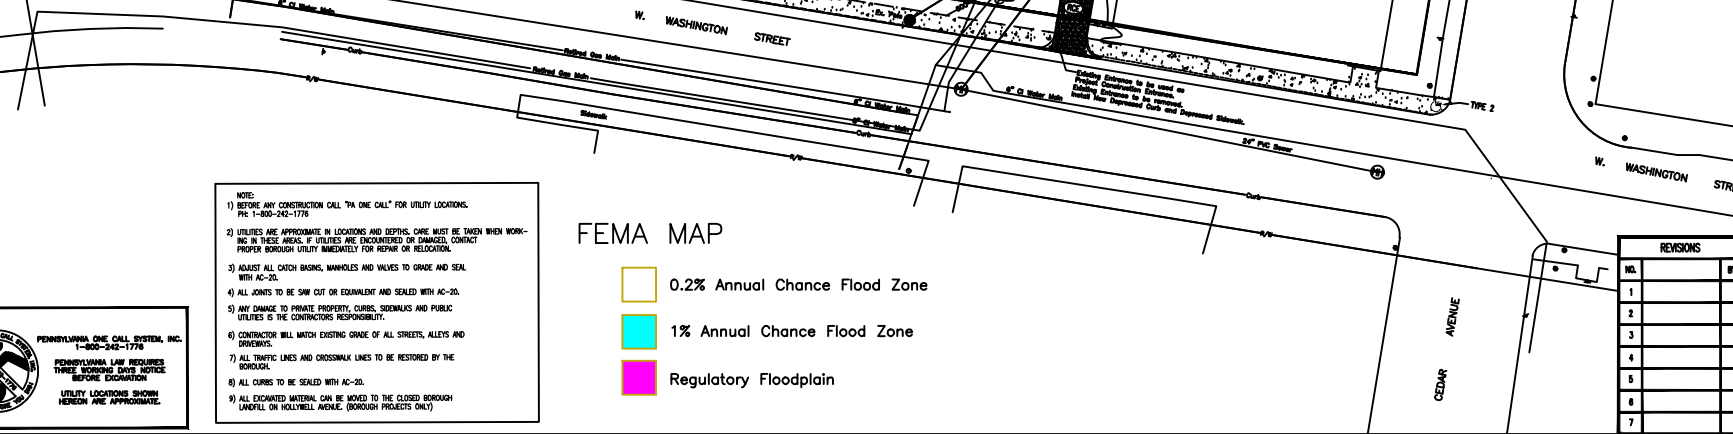 6" CI Water Main
W. WASHINGTON STREET
Ex. Pole
RCE
Curb
Retired Gas Main
Retired Gas Main
R/W
6" CI Water Main
6" CI Water Main
Curb
MH
6" CI Water Main
Existing Entrance to be used as
Project Construction Entrance.
Existing Entrance to be removed.
Install New Depressed Curb and Depressed Sidewalk.
TYPE 2
Sidewalk
R/W
24" PVC Sewer
MH
W. WASHINGTON STR
Curb
R/W
NOTE:
1) BEFORE ANY CONSTRUCTION CALL "PA ONE CALL" FOR UTILITY LOCATIONS.
PH: 1-800-242-1776
2) UTILITIES ARE APPROXIMATE IN LOCATIONS AND DEPTHS. CARE MUST BE TAKEN WHEN WORK-
ING IN THESE AREAS. IF UTILITIES ARE ENCOUNTERED OR DAMAGED, CONTACT
PROPER BOROUGH UTILITY IMMEDIATELY FOR REPAIR OR RELOCATION.
3) ADJUST ALL CATCH BASINS, MANHOLES AND VALVES TO GRADE AND SEAL
WITH AC-20.
4) ALL JOINTS TO BE SAW CUT OR EQUIVALENT AND SEALED WITH AC-20.
5) ANY DAMAGE TO PRIVATE PROPERTY, CURBS, SIDEWALKS AND PUBLIC
UTILITIES IS THE CONTRACTORS RESPONSIBILITY.
6) CONTRACTOR WILL MATCH EXISTING GRADE OF ALL STREETS, ALLEYS AND
DRIVEWAYS.
7) ALL TRAFFIC LINES AND CROSSWALK LINES TO BE RESTORED BY THE
BOROUGH.
8) ALL CURBS TO BE SEALED WITH AC-20.
9) ALL EXCAVATED MATERIAL CAN BE MOVED TO THE CLOSED BOROUGH
LANDFILL ON HOLLYWELL AVENUE. (BOROUGH PROJECTS ONLY)
PENNSYLVANIA ONE CALL SYSTEM, INC.
1-800-242-1776
PENNSYLVANIA LAW REQUIRES
THREE WORKING DAYS NOTICE
BEFORE EXCAVATION
UTILITY LOCATIONS SHOWN
HEREON ARE APPROXIMATE.
FEMA MAP
0.2% Annual Chance Flood Zone
1% Annual Chance Flood Zone
Regulatory Floodplain
CEDAR AVENUE
REVISIONS
NO.
1
2
3
4
5
6
7